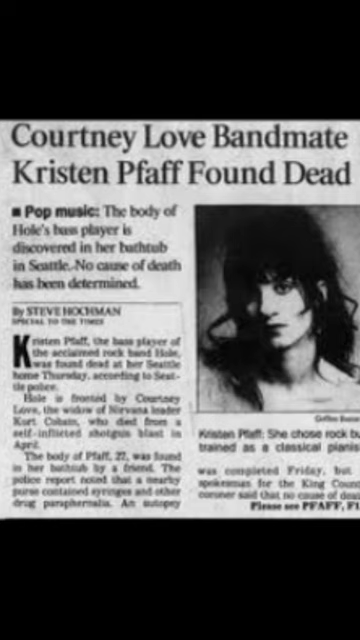 Courtney Love Bandmate
Kristen Pfaff Found Dead
■ Pop music: The body of
Hole's bass player is
discovered in her bathtub
in Seattle. No cause of death
has been determined.
By STEVE HOCHMAN
SPECIAL TO THE TIMES
Kristen Pfaff, the bass player of
the acclaimed rock band Hole,
was found dead at her Seattle
home Thursday, according to Seat-
tle police.
Hole is fronted by Courtney
Love, the widow of Nirvana leader
Kurt Cobain, who died from a
self-inflicted shotgun blast in
April.
The body of Pfaff, 27, was found
in her bathtub by a friend. The
police report noted that a nearby
purse contained syringes and other
drug paraphernalia. An autopsy
Kristen Pfaff: She chose rock bu
trained as a classical pianis
was completed Friday, but
spokesman for the King Coun
coroner said that no cause of deat
Please see PFAFF, F1